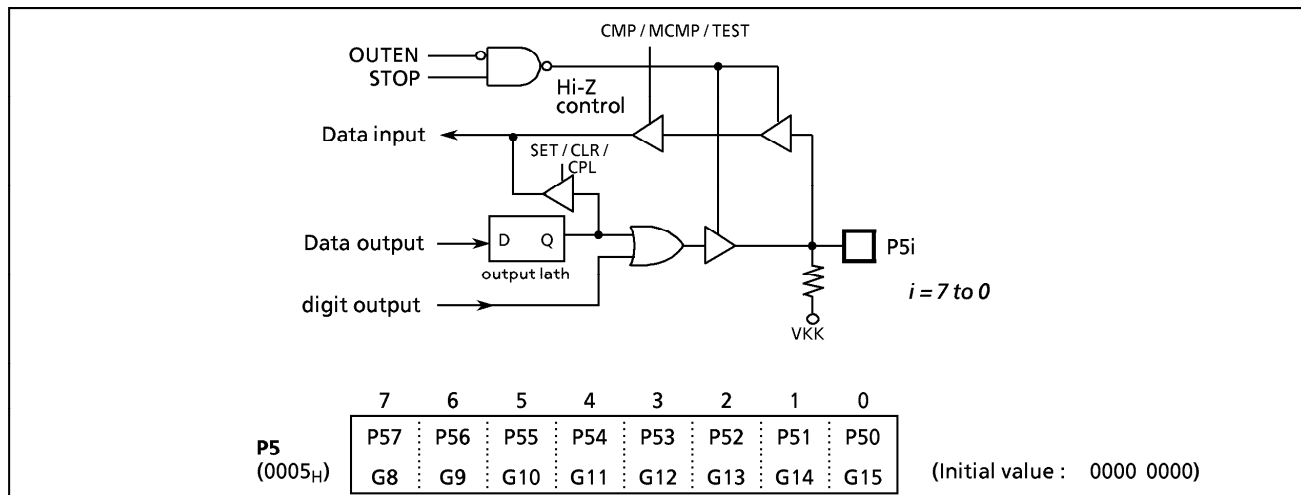 CMP / MCMP / TEST
OUTEN
STOP
Hi-Z
control
Data input
SET / CLR /
CPL
Data output
D Q
output lath
P5i
digit output
i = 7 to 0
VKK
7 6 5 4 3 2 1 0
P5
(0005H)
P57 P56 P55 P54 P53 P52 P51 P50
G8 G9 G10 G11 G12 G13 G14 G15
(Initial value : 0000 0000)